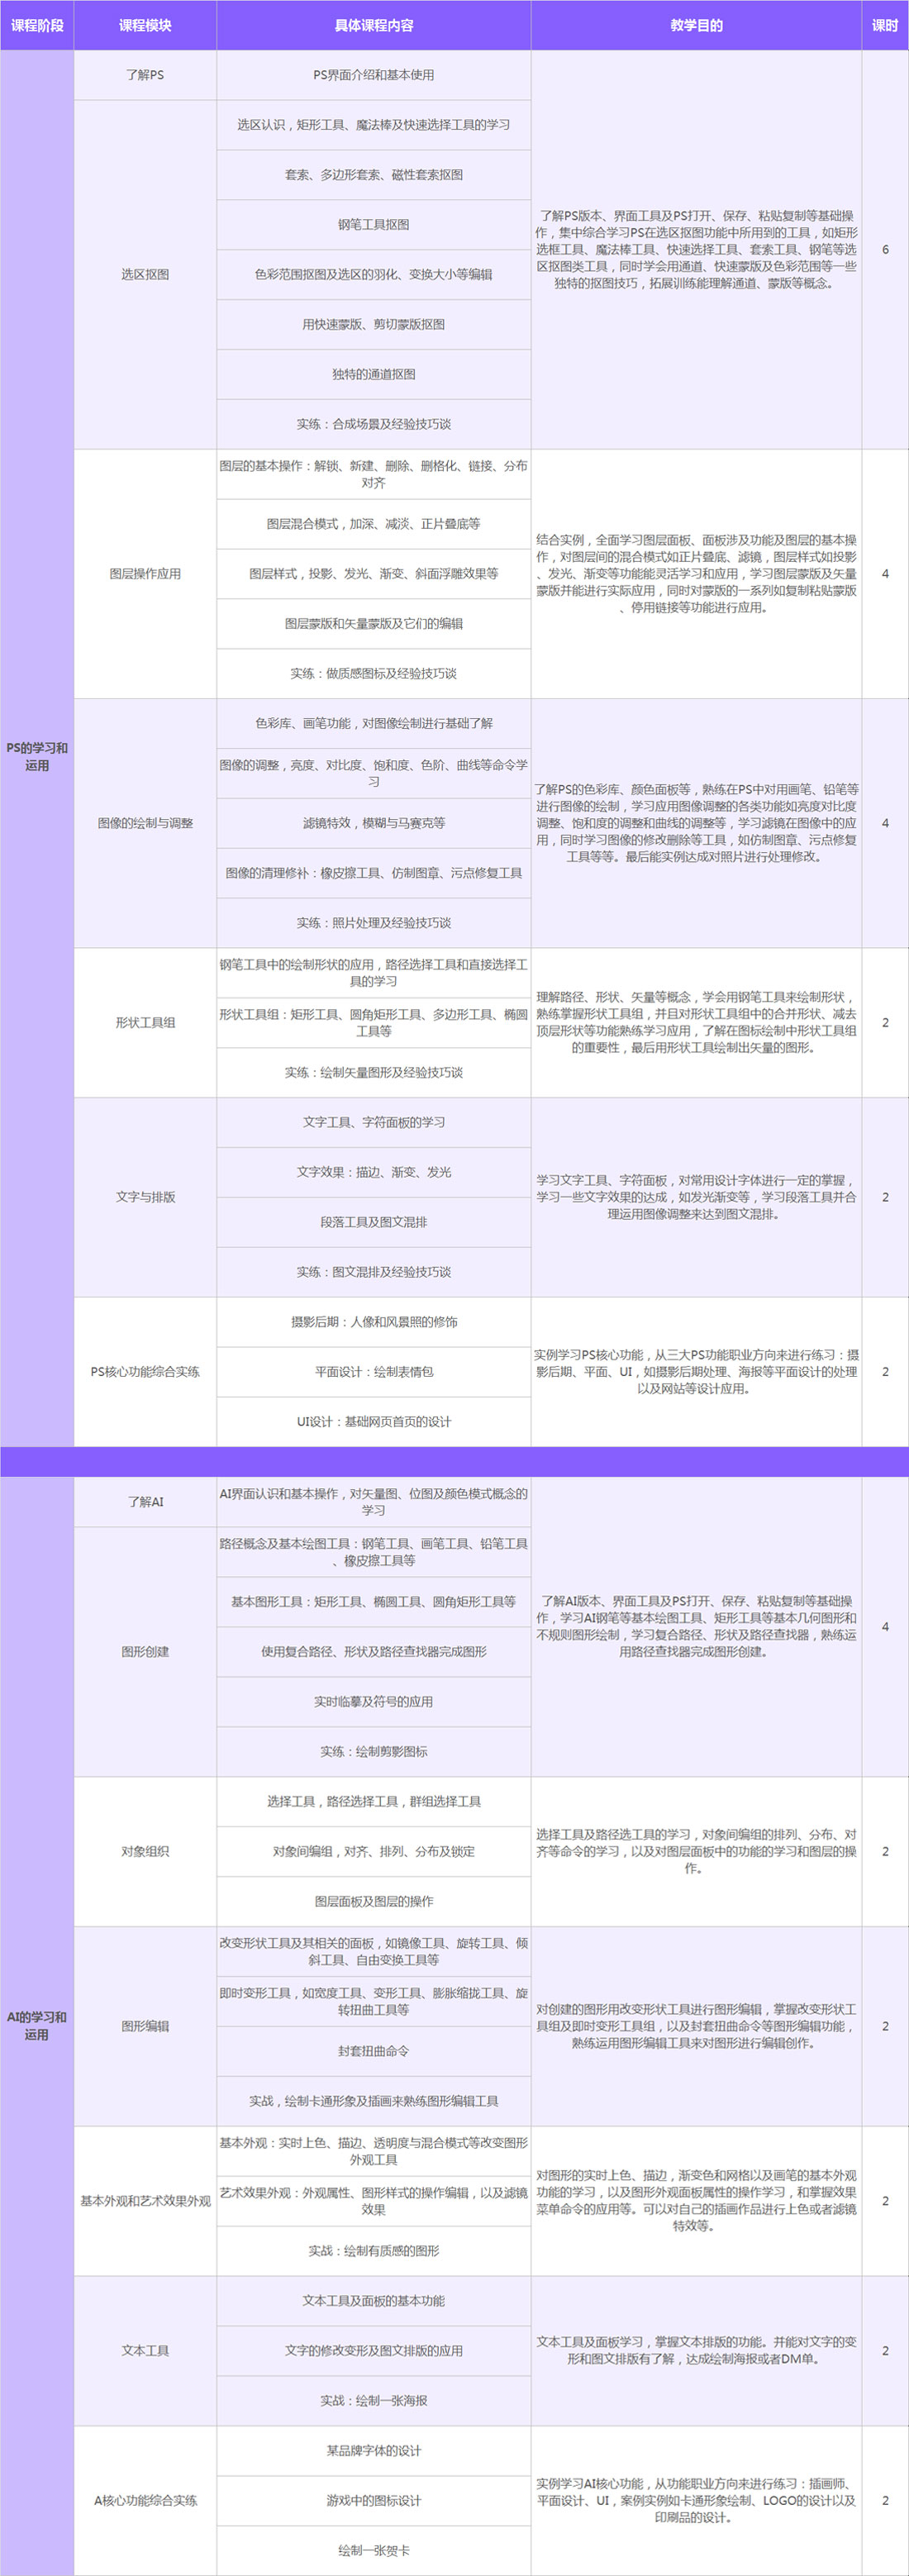 课程阶段 课程模块 具体课程内容 教学目的 课时
了解PS
PS界面介绍和基本使用
选区认识，矩形工具、魔法棒及快速选择工具的学习
套索、多边形套索、磁性套索抠图
钢笔工具抠图
选区抠图
色彩范围抠图及选区的羽化、变换大小等编辑
用快速蒙版、剪切蒙版抠图
独特的通道抠图
实练：合成场景及经验技巧谈
了解PS版本、界面工具及PS打开、保存、粘贴复制等基础操
作，集中综合学习PS在选区抠图功能中所用到的工具，如矩形
选框工具、魔法棒工具、快速选择工具、套索工具、钢笔等选
区抠图类工具，同时学会用通道、快速蒙版及色彩范围等一些
独特的抠图技巧，拓展训练能理解通道、蒙版等概念。
6
图层的基本操作：解锁、新建、删除、删格化、链接、分布
对齐
图层混合模式，加深、减淡、正片叠底等
图层操作应用
图层样式，投影、发光、渐变、斜面浮雕效果等
图层蒙版和矢量蒙版及它们的编辑
实练：做质感图标及经验技巧谈
结合实例，全面学习图层面板、面板涉及功能及图层的基本操
作，对图层间的混合模式如正片叠底、滤镜，图层样式如投影
、发光、渐变等功能能灵活学习和应用，学习图层蒙版及矢量
蒙版并能进行实际应用，同时对蒙版的一系列如复制粘贴蒙版
、停用链接等功能进行应用。
4
PS的学习和
运用
色彩库、画笔功能，对图像绘制进行基础了解
图像的调整，亮度、对比度、饱和度、色阶、曲线等命令学
习
图像的绘制与调整
滤镜特效，模糊与马赛克等
图像的清理修补：橡皮擦工具、仿制图章、污点修复工具
实练：照片处理及经验技巧谈
了解PS的色彩库、颜色面板等，熟练在PS中对用画笔、铅笔等
进行图像的绘制，学习应用图像调整的各类功能如亮度对比度
调整、饱和度的调整和曲线的调整等，学习滤镜在图像中的应
用，同时学习图像的修改删除等工具，如仿制图章、污点修复
工具等等。最后能实例达成对照片进行处理修改。
4
钢笔工具中的绘制形状的应用，路径选择工具和直接选择工
具的学习
形状工具组
形状工具组：矩形工具、圆角矩形工具、多边形工具、椭圆
工具等
实练：绘制矢量图形及经验技巧谈
理解路径、形状、矢量等概念，学会用钢笔工具来绘制形状，
熟练掌握形状工具组，并且对形状工具组中的合并形状、减去
顶层形状等功能熟练学习应用，了解在图标绘制中形状工具组
的重要性，最后用形状工具绘制出矢量的图形。
2
文字工具、字符面板的学习
文字效果：描边、渐变、发光
文字与排版
段落工具及图文混排
实练：图文混排及经验技巧谈
学习文字工具、字符面板，对常用设计字体进行一定的掌握，
学习一些文字效果的达成，如发光渐变等，学习段落工具并合
理运用图像调整来达到图文混排。
2
摄影后期：人像和风景照的修饰
PS核心功能综合实练
平面设计：绘制表情包
UI设计：基础网页首页的设计
实例学习PS核心功能，从三大PS功能职业方向来进行练习：摄
影后期、平面、UI，如摄影后期处理、海报等平面设计的处理
以及网站等设计应用。
2
了解AI
AI界面认识和基本操作，对矢量图、位图及颜色模式概念的
学习
路径概念及基本绘图工具：钢笔工具、画笔工具、铅笔工具
、橡皮擦工具等
基本图形工具：矩形工具、椭圆工具、圆角矩形工具等
图形创建
使用复合路径、形状及路径查找器完成图形
实时临摹及符号的应用
实练：绘制剪影图标
了解AI版本、界面工具及PS打开、保存、粘贴复制等基础操
作，学习AI钢笔等基本绘图工具、矩形工具等基本几何图形和
不规则图形绘制，学习复合路径、形状及路径查找器，熟练运
用路径查找器完成图形创建。
4
选择工具，路径选择工具，群组选择工具
对象组织
对象间编组，对齐、排列、分布及锁定
图层面板及图层的操作
选择工具及路径选工具的学习，对象间编组的排列、分布、对
齐等命令的学习，以及对图层面板中的功能的学习和图层的操
作。
2
AI的学习和
运用
改变形状工具及其相关的面板，如镜像工具、旋转工具、倾
斜工具、自由变换工具等
即时变形工具，如宽度工具、变形工具、膨胀缩拢工具、旋
转扭曲工具等
图形编辑
封套扭曲命令
实战，绘制卡通形象及插画来熟练图形编辑工具
对创建的图形用改变形状工具进行图形编辑，掌握改变形状工
具组及即时变形工具组，以及封套扭曲命令等图形编辑功能，
熟练运用图形编辑工具来对图形进行编辑创作。
2
基本外观：实时上色、描边、透明度与混合模式等改变图形
外观工具
基本外观和艺术效果外观
艺术效果外观：外观属性、图形样式的操作编辑，以及滤镜
效果
实战：绘制有质感的图形
对图形的实时上色、描边，渐变色和网格以及画笔的基本外观
功能的学习，以及图形外观面板属性的操作学习，和掌握效果
菜单命令的应用等。可以对自己的插画作品进行上色或者滤镜
特效等。
2
文本工具及面板的基本功能
文本工具
文字的修改变形及图文排版的应用
实战：绘制一张海报
文本工具及面板学习，掌握文本排版的功能。并能对文字的变
形和图文排版有了解，达成绘制海报或者DM单。
2
某品牌字体的设计
A核心功能综合实练
游戏中的图标设计
绘制一张贺卡
实例学习AI核心功能，从功能职业方向来进行练习：插画师、
平面设计、UI，案例实例如卡通形象绘制、LOGO的设计以及
印刷品的设计。
2